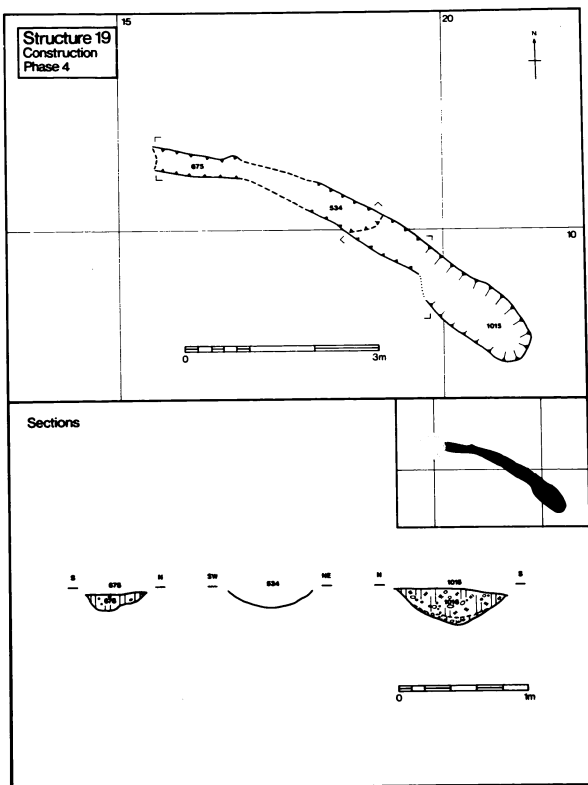 15
20
Structure 19
Construction
Phase 4
N
675
534
10
1015
0
3m
Sections
S
N
SW
534
NE
N
1015
S
0
1m